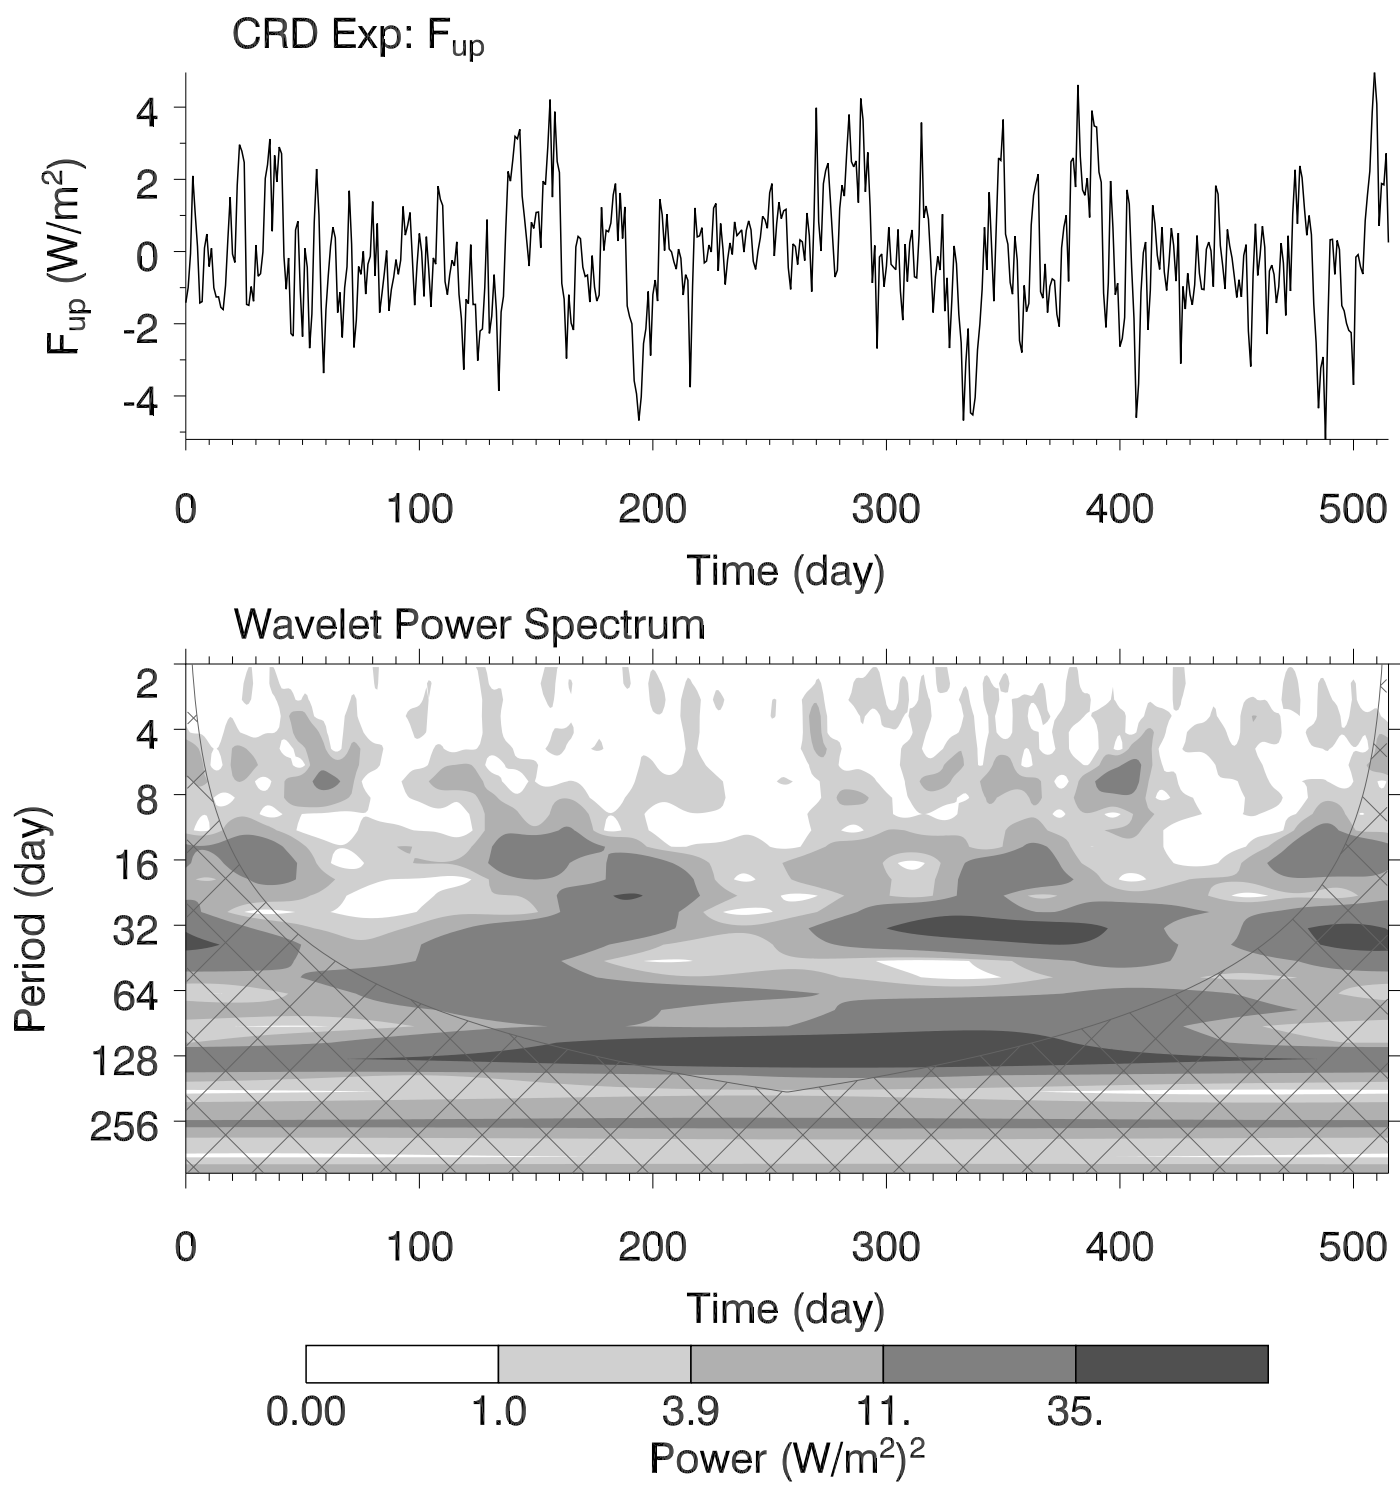 CRD Exp: Fup
Fup (W/m²)
4
2
0
-2
-4
0 100 200 300 400 500
Time (day)
Wavelet Power Spectrum
Period (day)
2
4
8
16
32
64
128
256
0 100 200 300 400 500
Time (day)
0.00 1.0 3.9 11. 35.
Power (W/m²)²